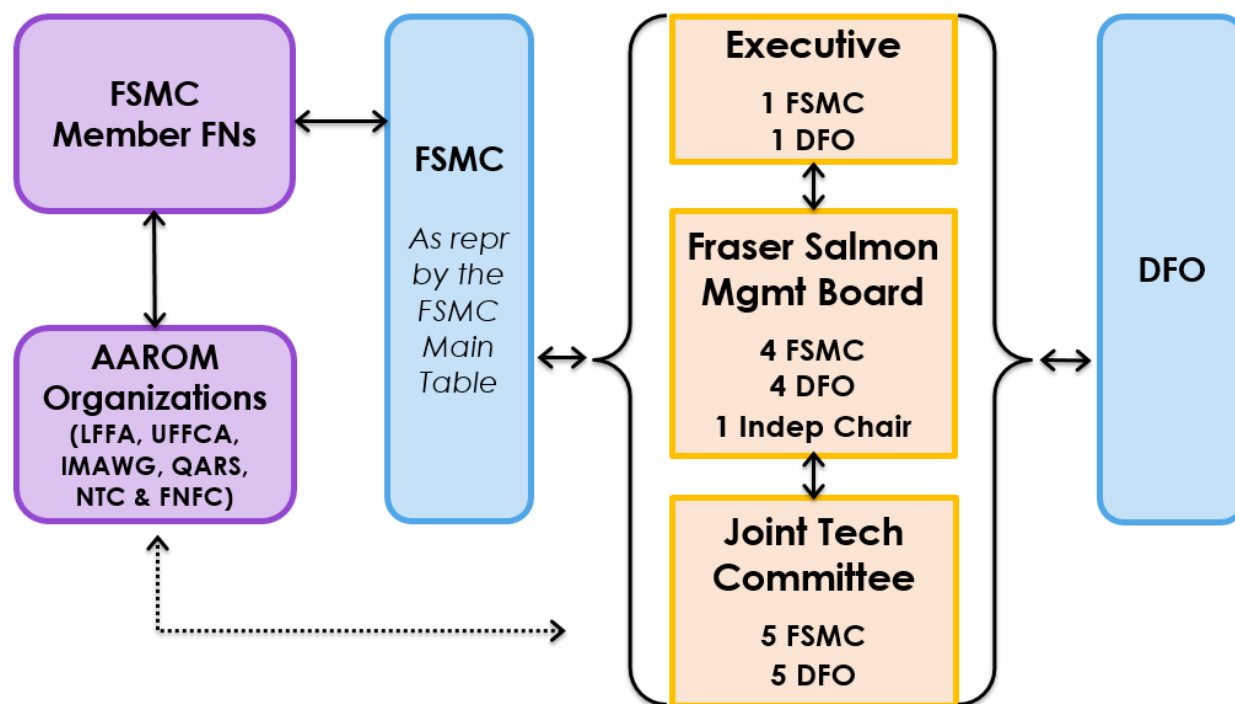 FSMC
Member FNs
AAROM
Organizations
(LFFA, UFFCA,
IMAWG, QARS,
NTC & FNFC)
FSMC
As repr
by the
FSMC
Main
Table
Executive
1 FSMC
1 DFO
Fraser Salmon
Mgmt Board
4 FSMC
4 DFO
1 Indep Chair
Joint Tech
Committee
5 FSMC
5 DFO
DFO